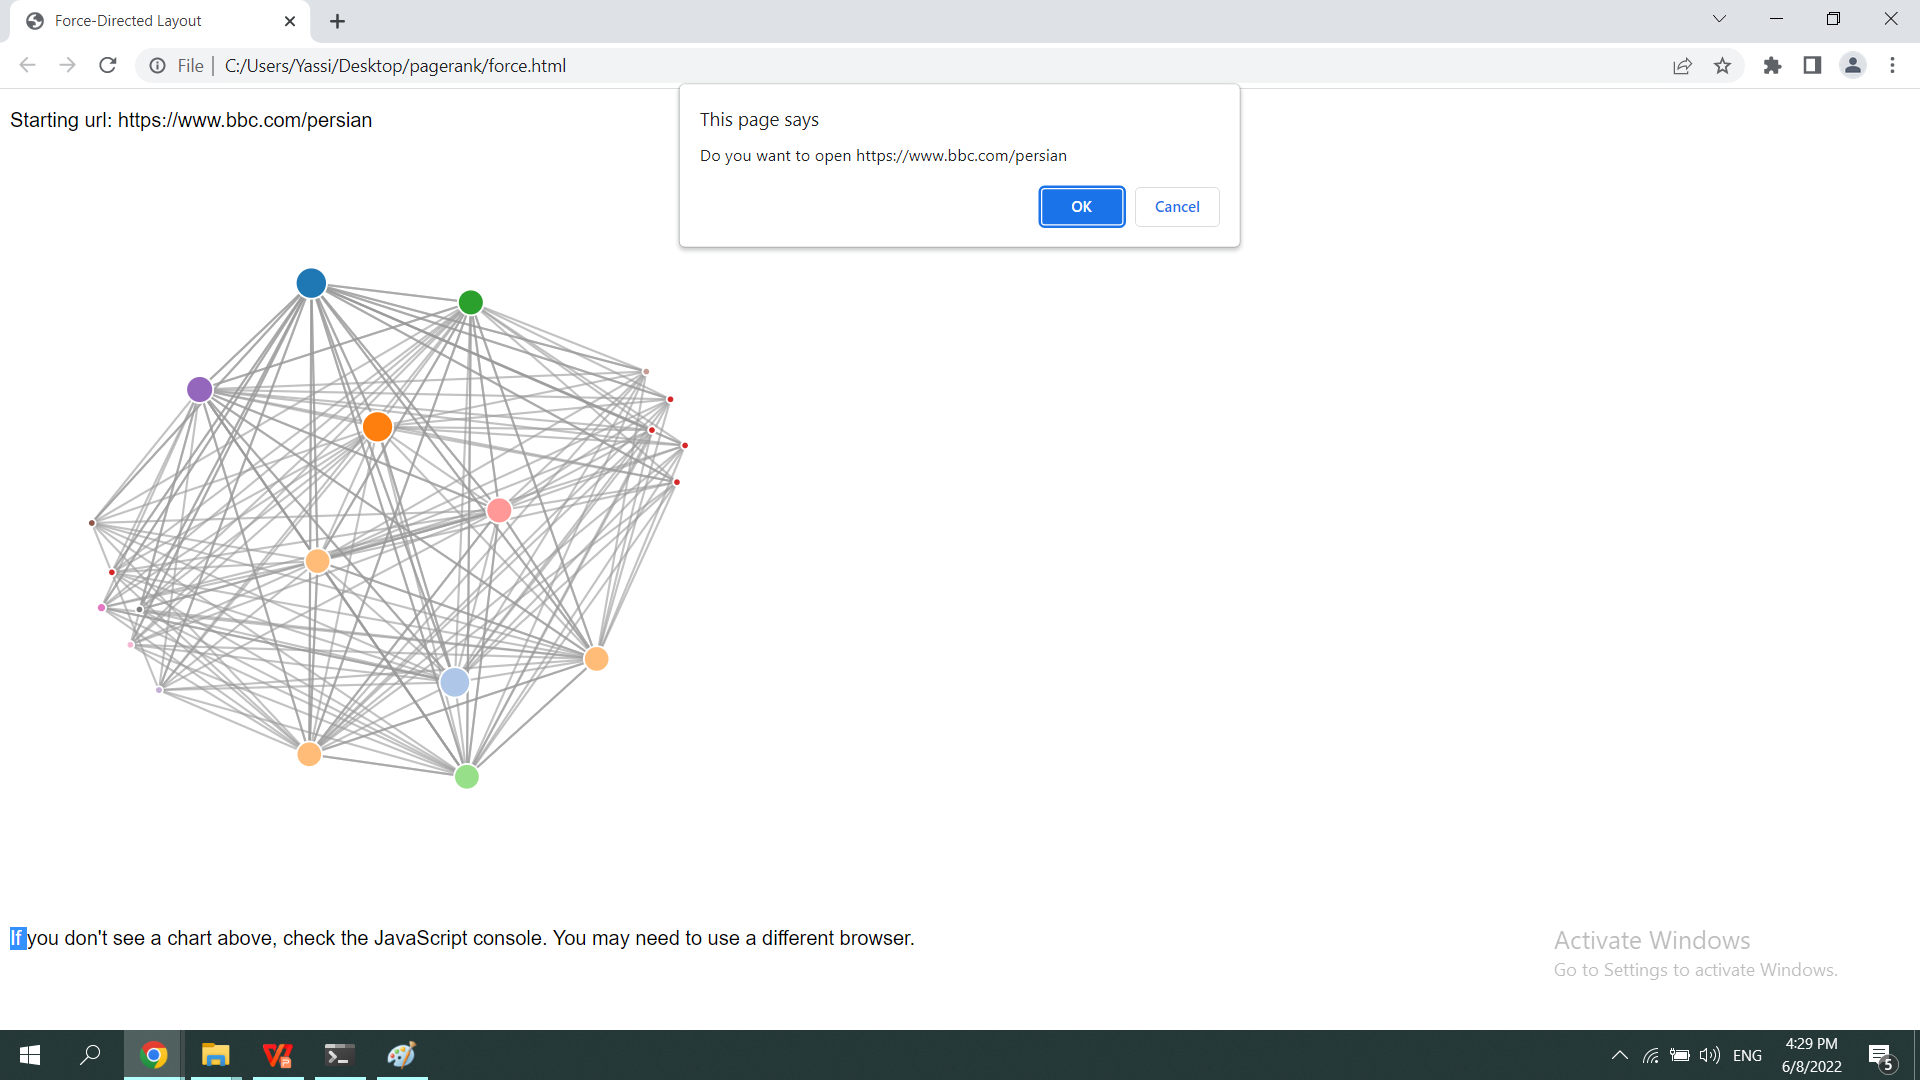 Force-Directed Layout
File | C:/Users/Yassi/Desktop/pagerank/force.html
Starting url: https://www.bbc.com/persian
This page says
Do you want to open https://www.bbc.com/persian
OK
Cancel
If you don't see a chart above, check the JavaScript console. You may need to use a different browser.
Activate Windows
Go to Settings to activate Windows.
ENG
4:29 PM
6/8/2022
5